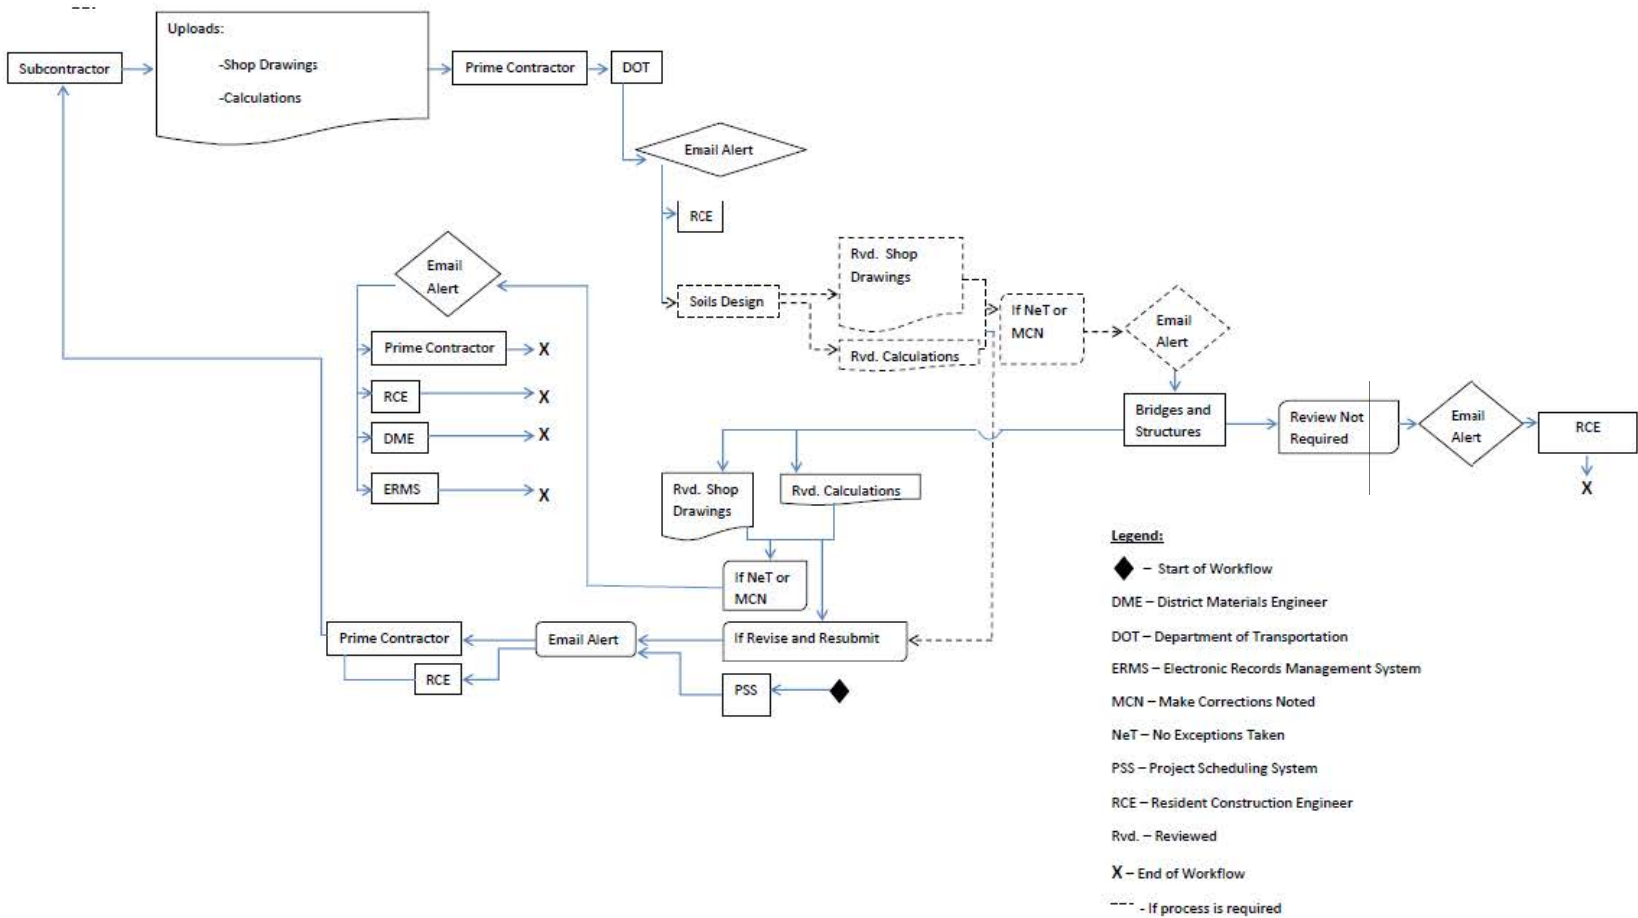 Uploads:
-Shop Drawings
-Calculations
Subcontractor
Prime Contractor
DOT
Email Alert
RCE
Soils Design
Rvd. Shop
Drawings
Rvd. Calculations
If NeT or
MCN
Email
Alert
Bridges and
Structures
Review Not
Required
Email
Alert
RCE
X
Email
Alert
Prime Contractor
X
RCE
X
DME
X
ERMS
X
Rvd. Shop
Drawings
Rvd. Calculations
If NeT or
MCN
If Revise and Resubmit
Email Alert
Prime Contractor
RCE
PSS
Legend:
– Start of Workflow
DME – District Materials Engineer
DOT – Department of Transportation
ERMS – Electronic Records Management System
MCN – Make Corrections Noted
NeT – No Exceptions Taken
PSS – Project Scheduling System
RCE – Resident Construction Engineer
Rvd. – Reviewed
X – End of Workflow
--- - If process is required